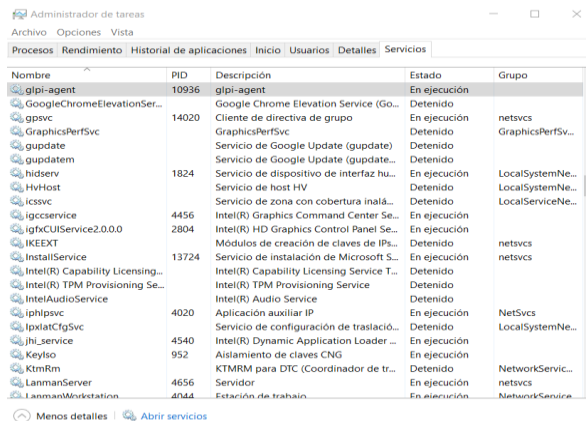 Administrador de tareas
Archivo Opciones Vista
Procesos Rendimiento Historial de aplicaciones Inicio Usuarios Detalles Servicios
Nombre PID Descripción Estado Grupo
glpi-agent 10936 glpi-agent En ejecución
GoogleChromeElevationSer... Google Chrome Elevation Service (Go... Detenido
gpsvc 14020 Cliente de directiva de grupo En ejecución netsvcs
GraphicsPerfSvc GraphicsPerfSvc Detenido GraphicsPerfSv...
gupdate Servicio de Google Update (gupdate) Detenido
gupdatem Servicio de Google Update (gupdate... Detenido
hidserv 1824 Servicio de dispositivo de interfaz hu... En ejecución LocalSystemNe...
HvHost Servicio de host HV Detenido LocalSystemNe...
icssvc Servicio de zona con cobertura inalá... Detenido LocalServiceNe...
igccservice 4456 Intel(R) Graphics Command Center Se... En ejecución
igfxCUIService2.0.0.0 2804 Intel(R) HD Graphics Control Panel Se... En ejecución
IKEEXT Módulos de creación de claves de IPs... Detenido netsvcs
InstallService 13724 Servicio de instalación de Microsoft S... En ejecución netsvcs
Intel(R) Capability Licensing... Intel(R) Capability Licensing Service T... Detenido
Intel(R) TPM Provisioning Se... Intel(R) TPM Provisioning Service Detenido
IntelAudioService Intel(R) Audio Service Detenido
iphlpsvc 4020 Aplicación auxiliar IP En ejecución NetSvcs
IpxlatCfgSvc Servicio de configuración de traslació... Detenido LocalSystemNe...
jhi_service 4540 Intel(R) Dynamic Application Loader ... En ejecución
KeyIso 952 Aislamiento de claves CNG En ejecución
KtmRm KTMRM para DTC (Coordinador de tr... Detenido NetworkServic...
LanmanServer 4656 Servidor En ejecución netsvcs
LanmanWorkstation 4044 Estación de trabajo En ejecución NetworkServic...
Menos detalles Abrir servicios